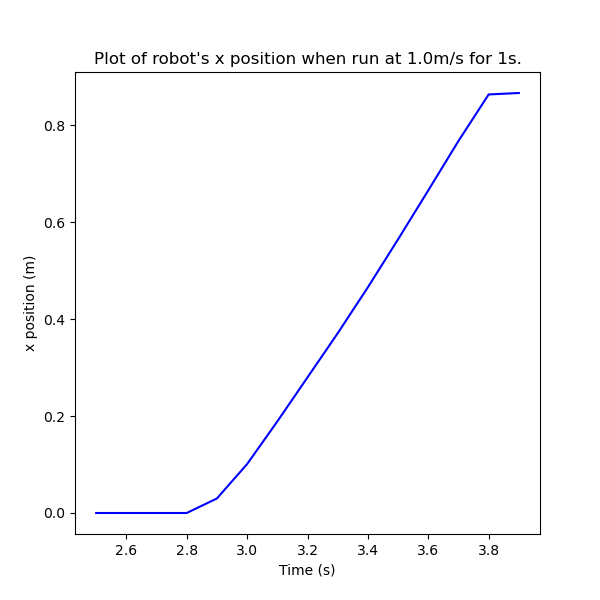 Plot of robot's x position when run at 1.0m/s for 1s.
x position (m)
0.8
0.6
0.4
0.2
0.0
2.6 2.8 3.0 3.2 3.4 3.6 3.8
Time (s)